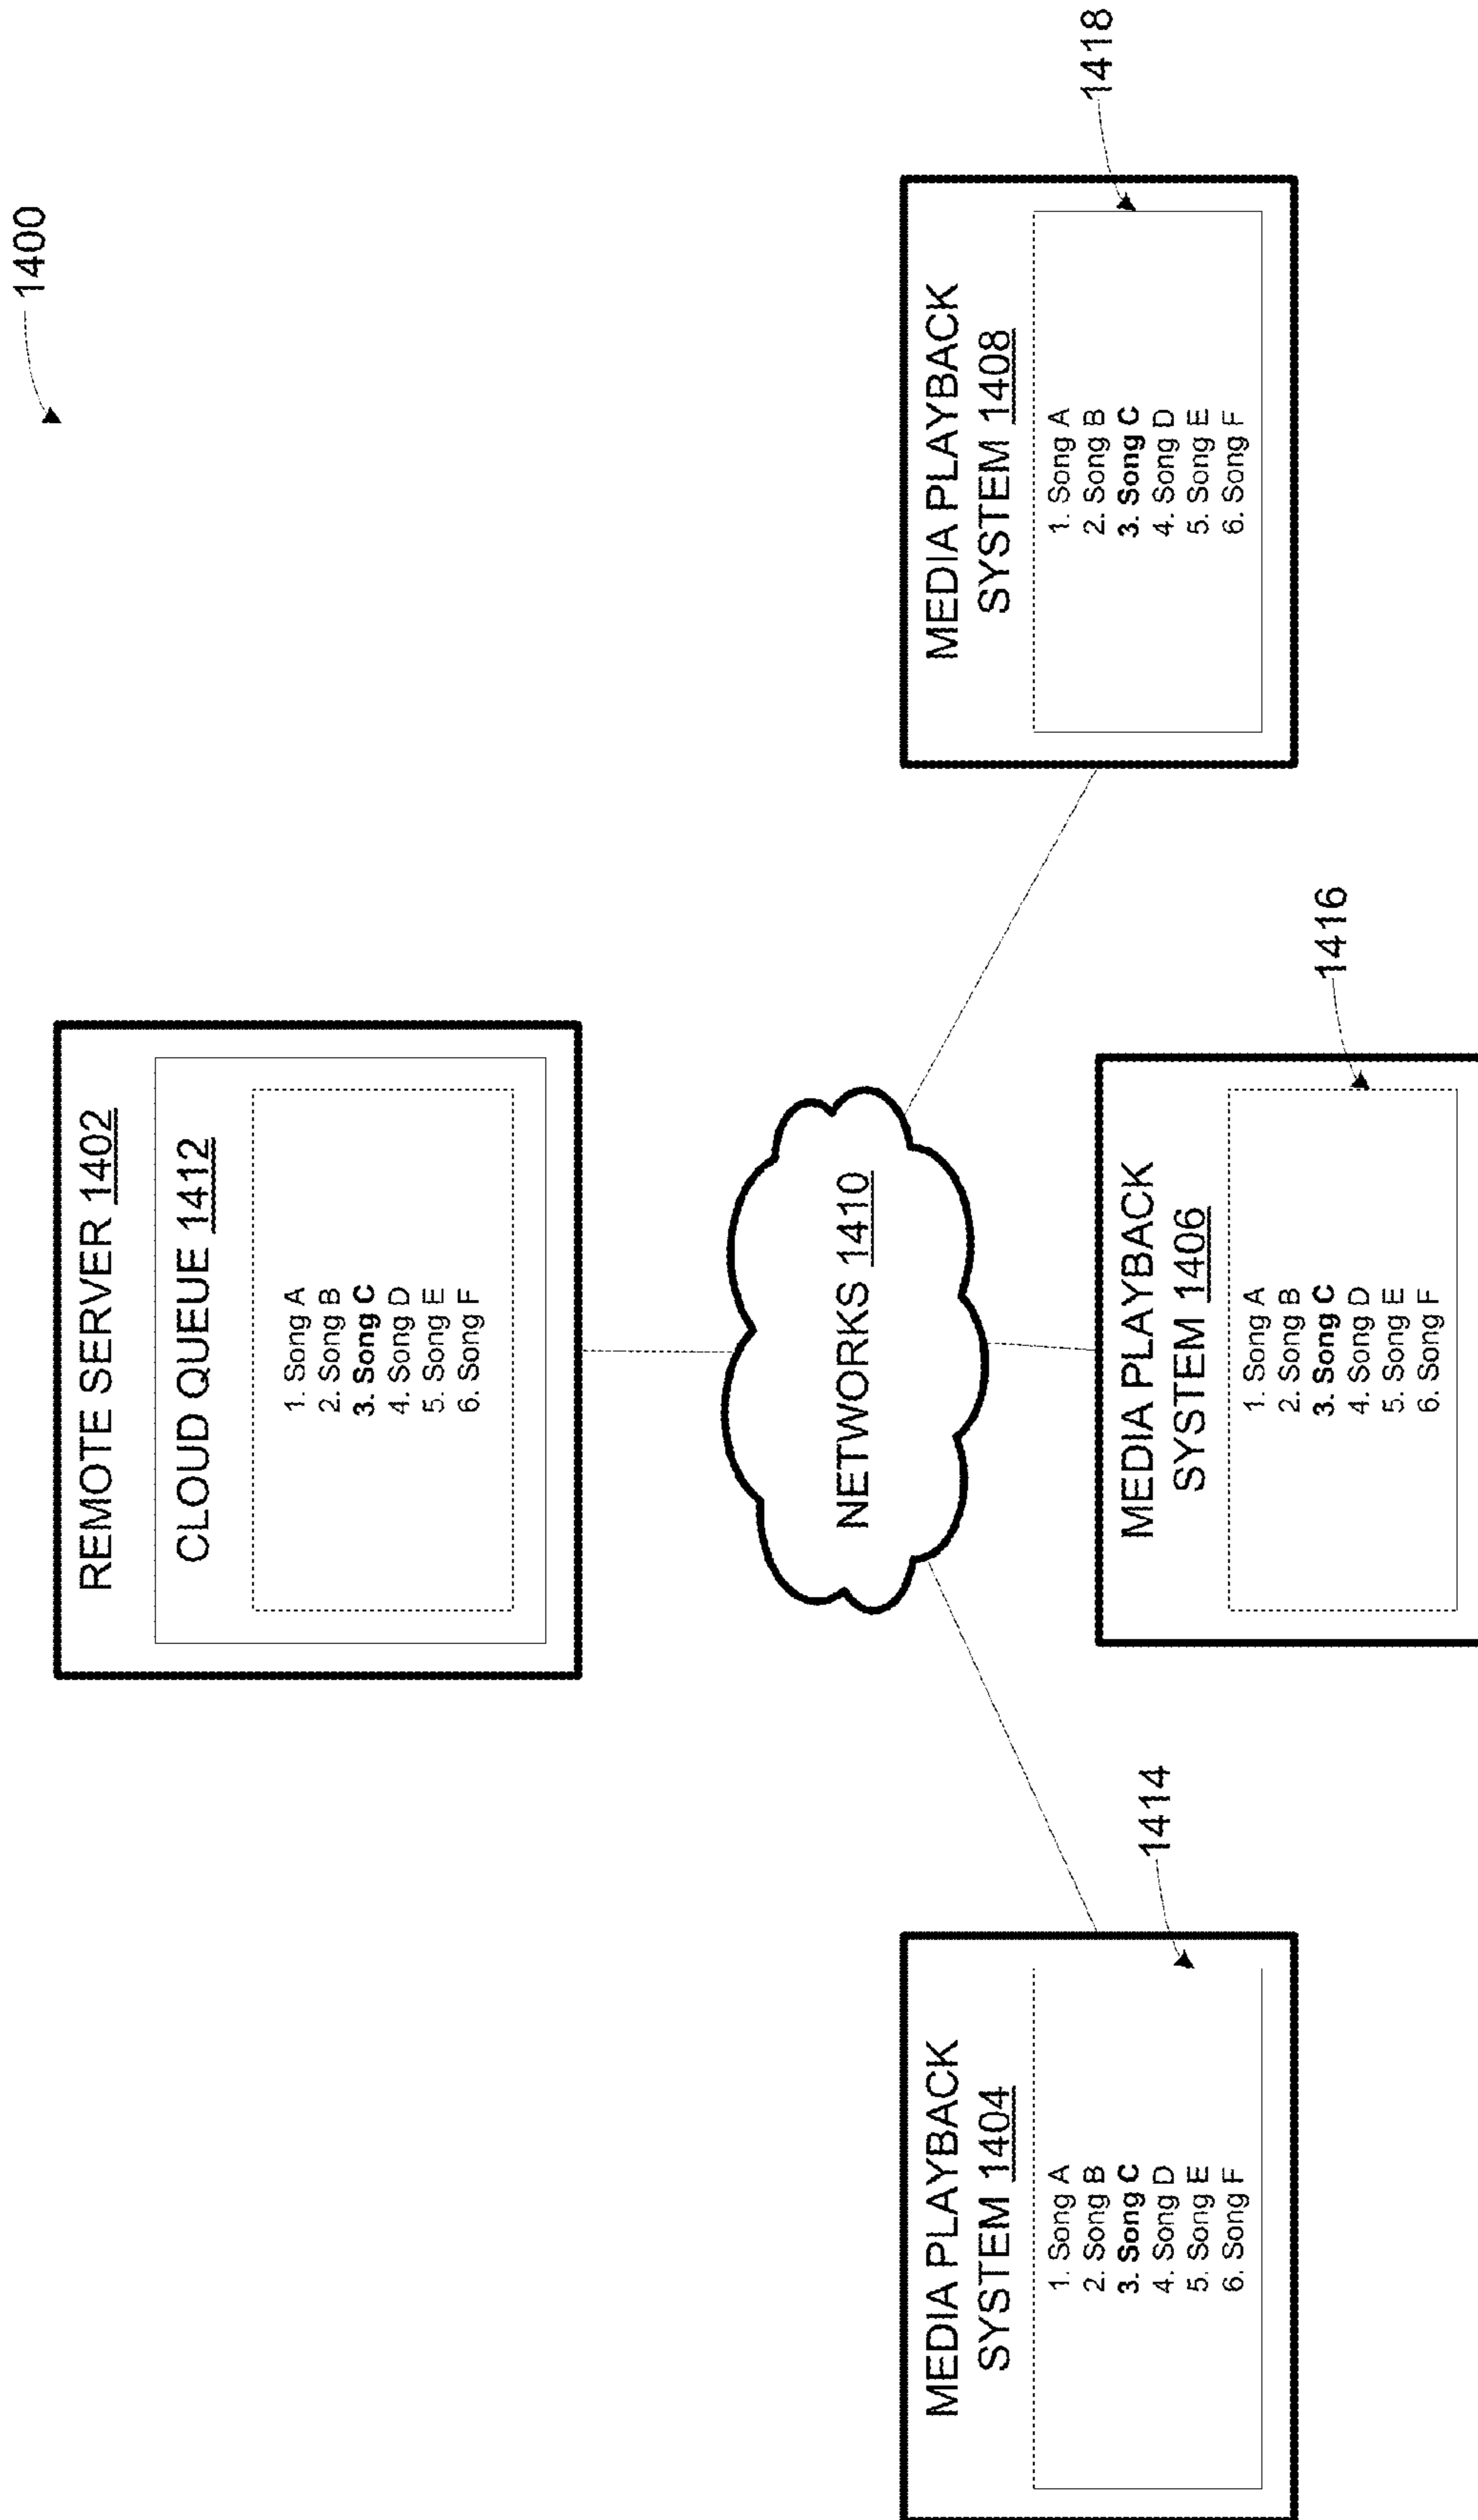 1400
REMOTE SERVER 1402
CLOUD QUEUE 1412
1. Song A
2. Song B
3. Song C
4. Song D
5. Song E
6. Song F
NETWORKS 1410
1414
MEDIA PLAYBACK
SYSTEM 1404
1. Song A
2. Song B
3. Song C
4. Song D
5. Song E
6. Song F
1416
MEDIA PLAYBACK
SYSTEM 1406
1. Song A
2. Song B
3. Song C
4. Song D
5. Song E
6. Song F
1418
MEDIA PLAYBACK
SYSTEM 1408
1. Song A
2. Song B
3. Song C
4. Song D
5. Song E
6. Song F